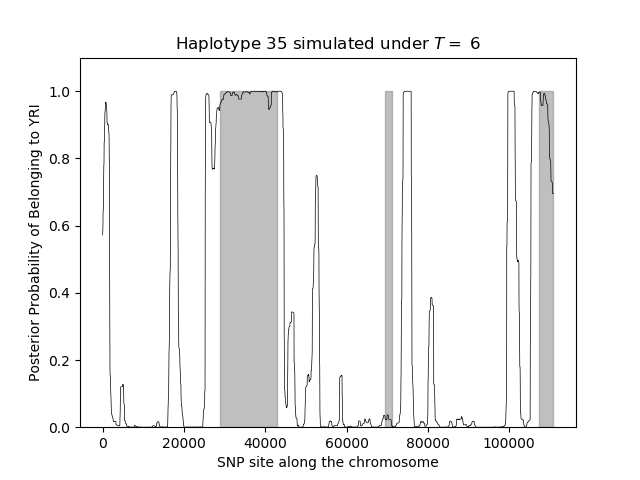 Haplotype 35 simulated under T = 6
Posterior Probability of Belonging to YRI
1.0
0.8
0.6
0.4
0.2
0.0
0 20000 40000 60000 80000 100000
SNP site along the chromosome